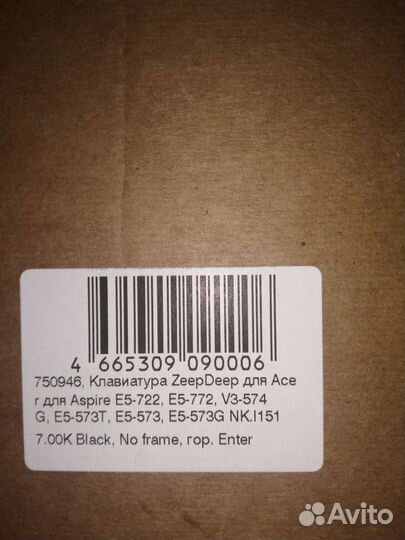 4 665309 090006
750946, Клавиатура ZeepDeep для Ace
r для Aspire E5-722, E5-772, V3-574
G, E5-573T, E5-573, E5-573G NK.I151
7.00K Black, No frame, гор. Enter
Avito